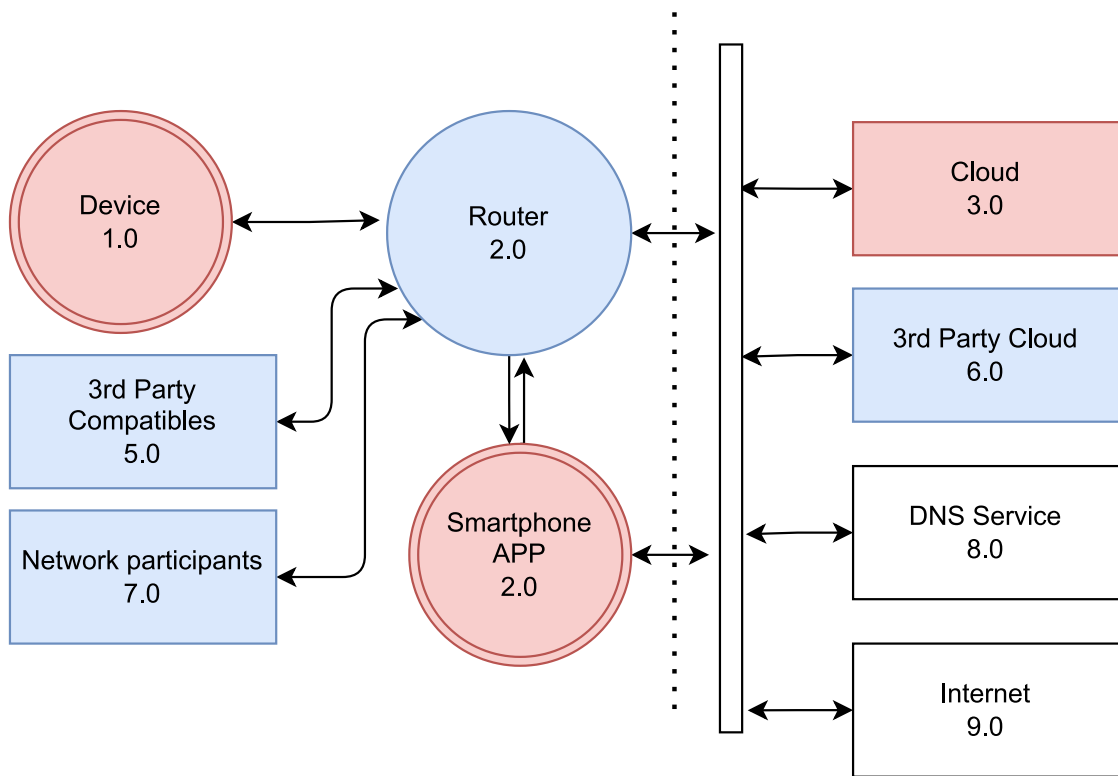 Device
1.0
Router
2.0
Cloud
3.0
3rd Party Cloud
6.0
3rd Party
Compatibles
5.0
Network participants
7.0
Smartphone
APP
2.0
DNS Service
8.0
Internet
9.0